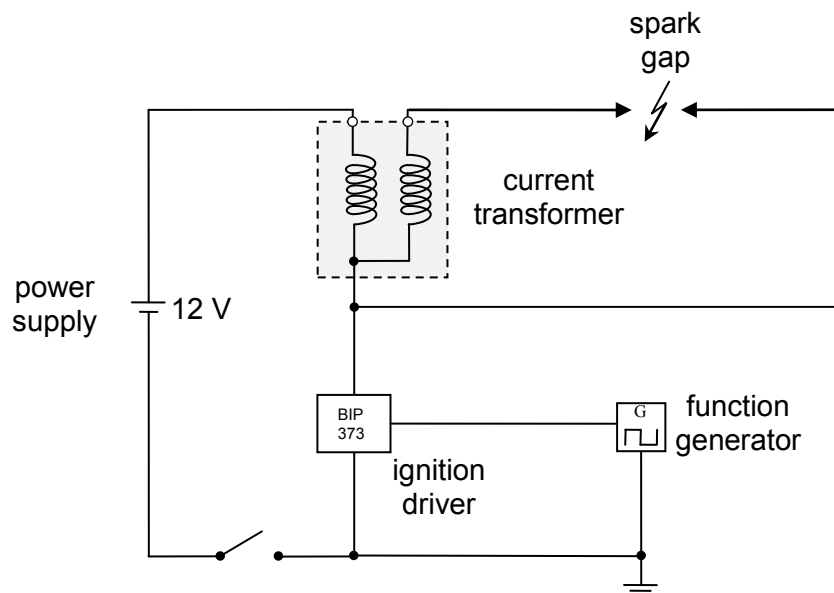 spark
gap
current
transformer
power
supply
12 V
BIP
373
G
function
generator
ignition
driver